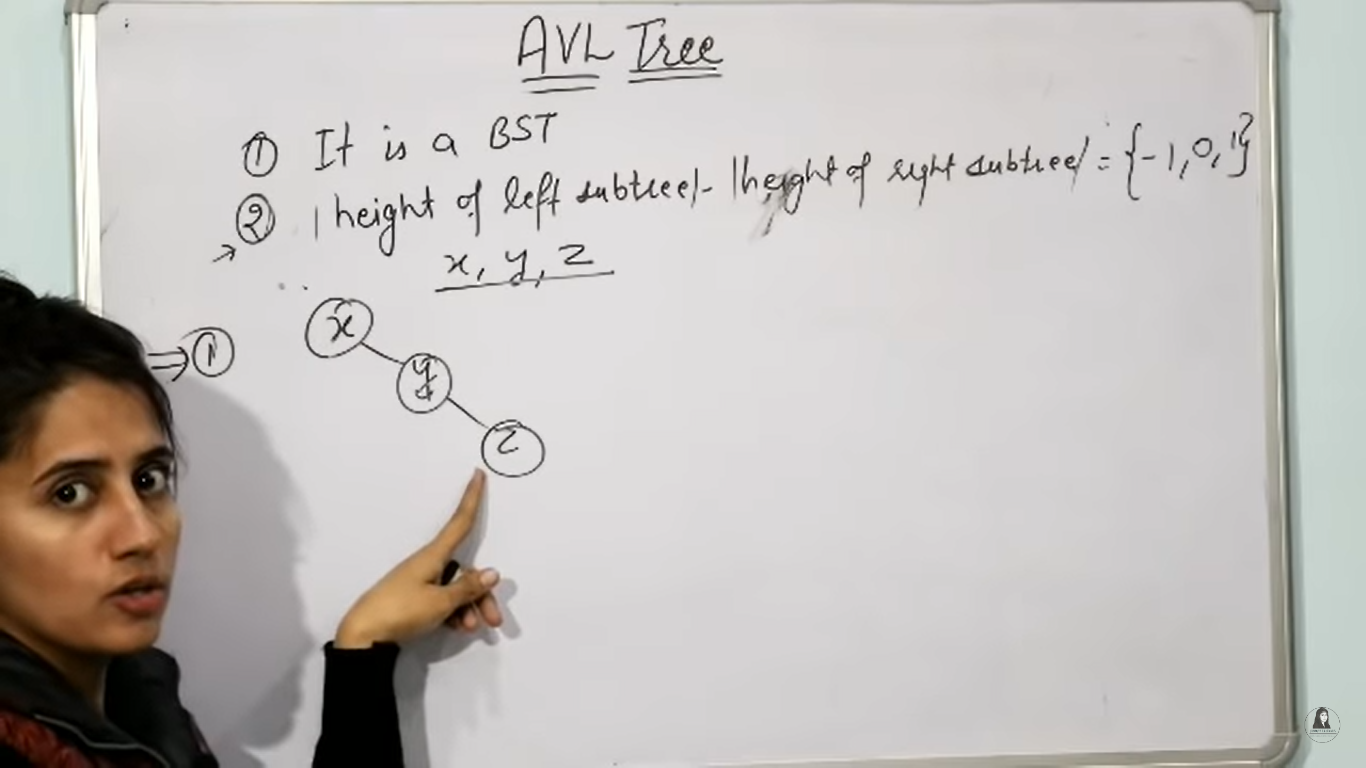 AVL Tree
① It is a BST
② |height of left subtree| - |height of right subtree| = {-1, 0, 1}
→
x, y, z
⇒ ①
x
y
z